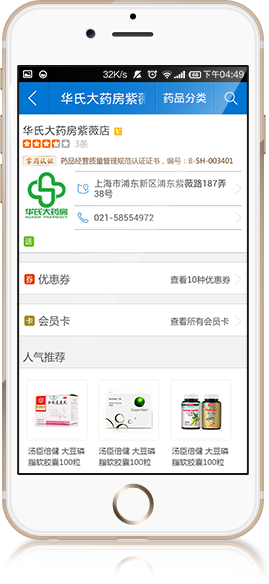 32K/s 下午04:49
华氏大药房紫薇 药品分类
华氏大药房紫薇店 V
3条
药品经营质量管理规范认证证书，编号：B-SH-003401
华氏大药房
HUASHI PHARMACY
上海市浦东新区浦东紫薇路187弄
38号
021-58554972
送
券 优惠券 查看10种优惠券
卡 会员卡 查看所有会员卡
人气推荐
汤臣倍健 大豆磷 汤臣倍健 大豆磷 汤臣倍健 大豆磷
脂软胶囊100粒 脂软胶囊100粒 脂软胶囊100粒